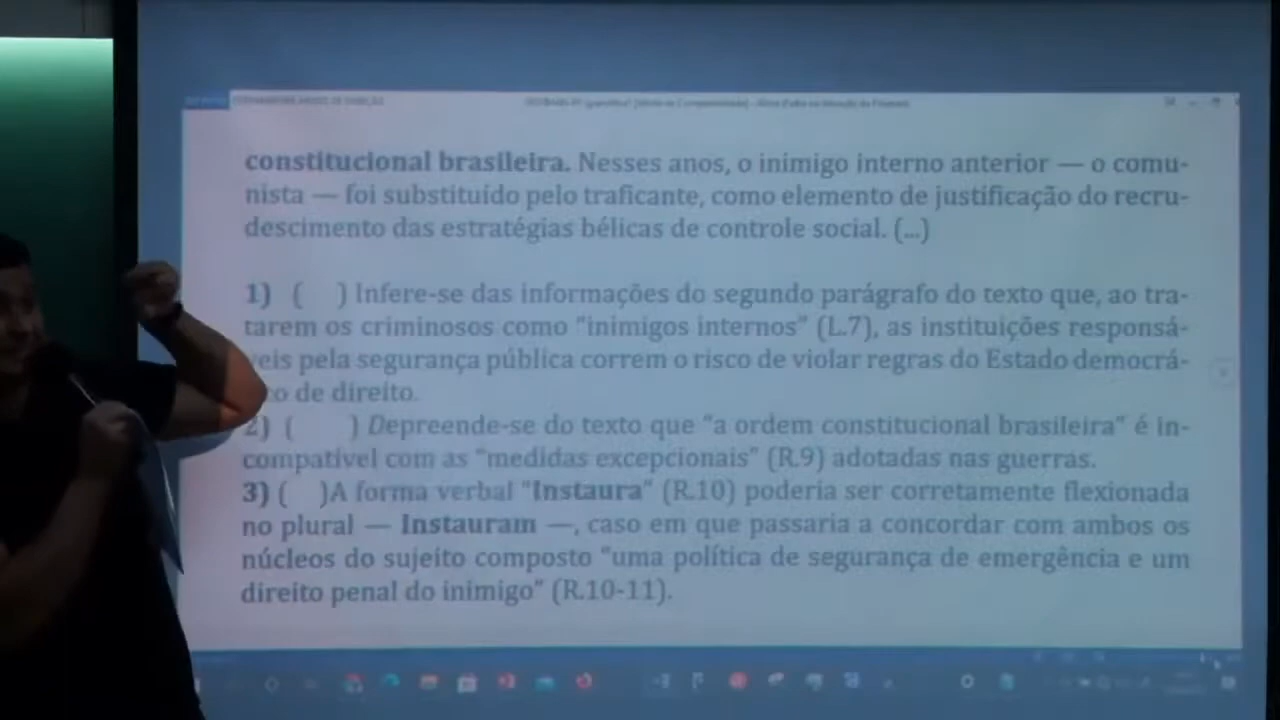 constitucional brasileira. Nesses anos, o inimigo interno anterior — o comu-
nista — foi substituído pelo traficante, como elemento de justificação do recru-
descimento das estratégias bélicas de controle social. (...)
1) ( ) Infere-se das informações do segundo parágrafo do texto que, ao tra-
tarem os criminosos como “inimigos internos” (L.7), as instituições responsá-
veis pela segurança pública correm o risco de violar regras do Estado democrá-
co de direito.
2) ( ) Depreende-se do texto que “a ordem constitucional brasileira” é in-
compatível com as “medidas excepcionais” (R.9) adotadas nas guerras.
3) ( )A forma verbal “Instaura” (R.10) poderia ser corretamente flexionada
no plural — Instauram —, caso em que passaria a concordar com ambos os
núcleos do sujeito composto “uma política de segurança de emergência e um
direito penal do inimigo” (R.10-11).